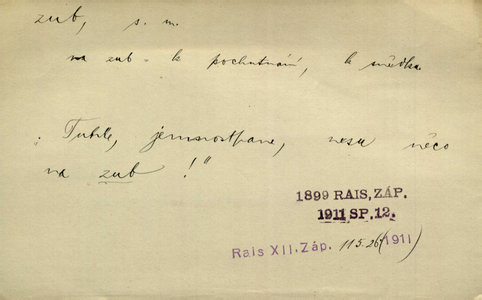 zub, s. m.
na zub = k pochutnání, k snědku
„Tuhle, jemnostpane, nesu něco
na zub!"
1899 RAIS, ZÁP.
1911 SP. 12.
Rais XII. Záp. 115. 26 (1911)